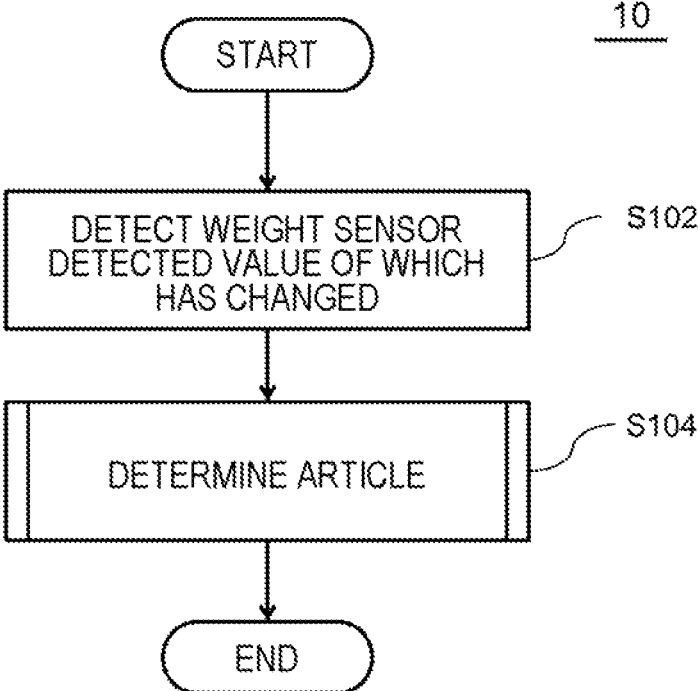 10
START
DETECT WEIGHT SENSOR
DETECTED VALUE OF WHICH
HAS CHANGED
S102
DETERMINE ARTICLE
S104
END